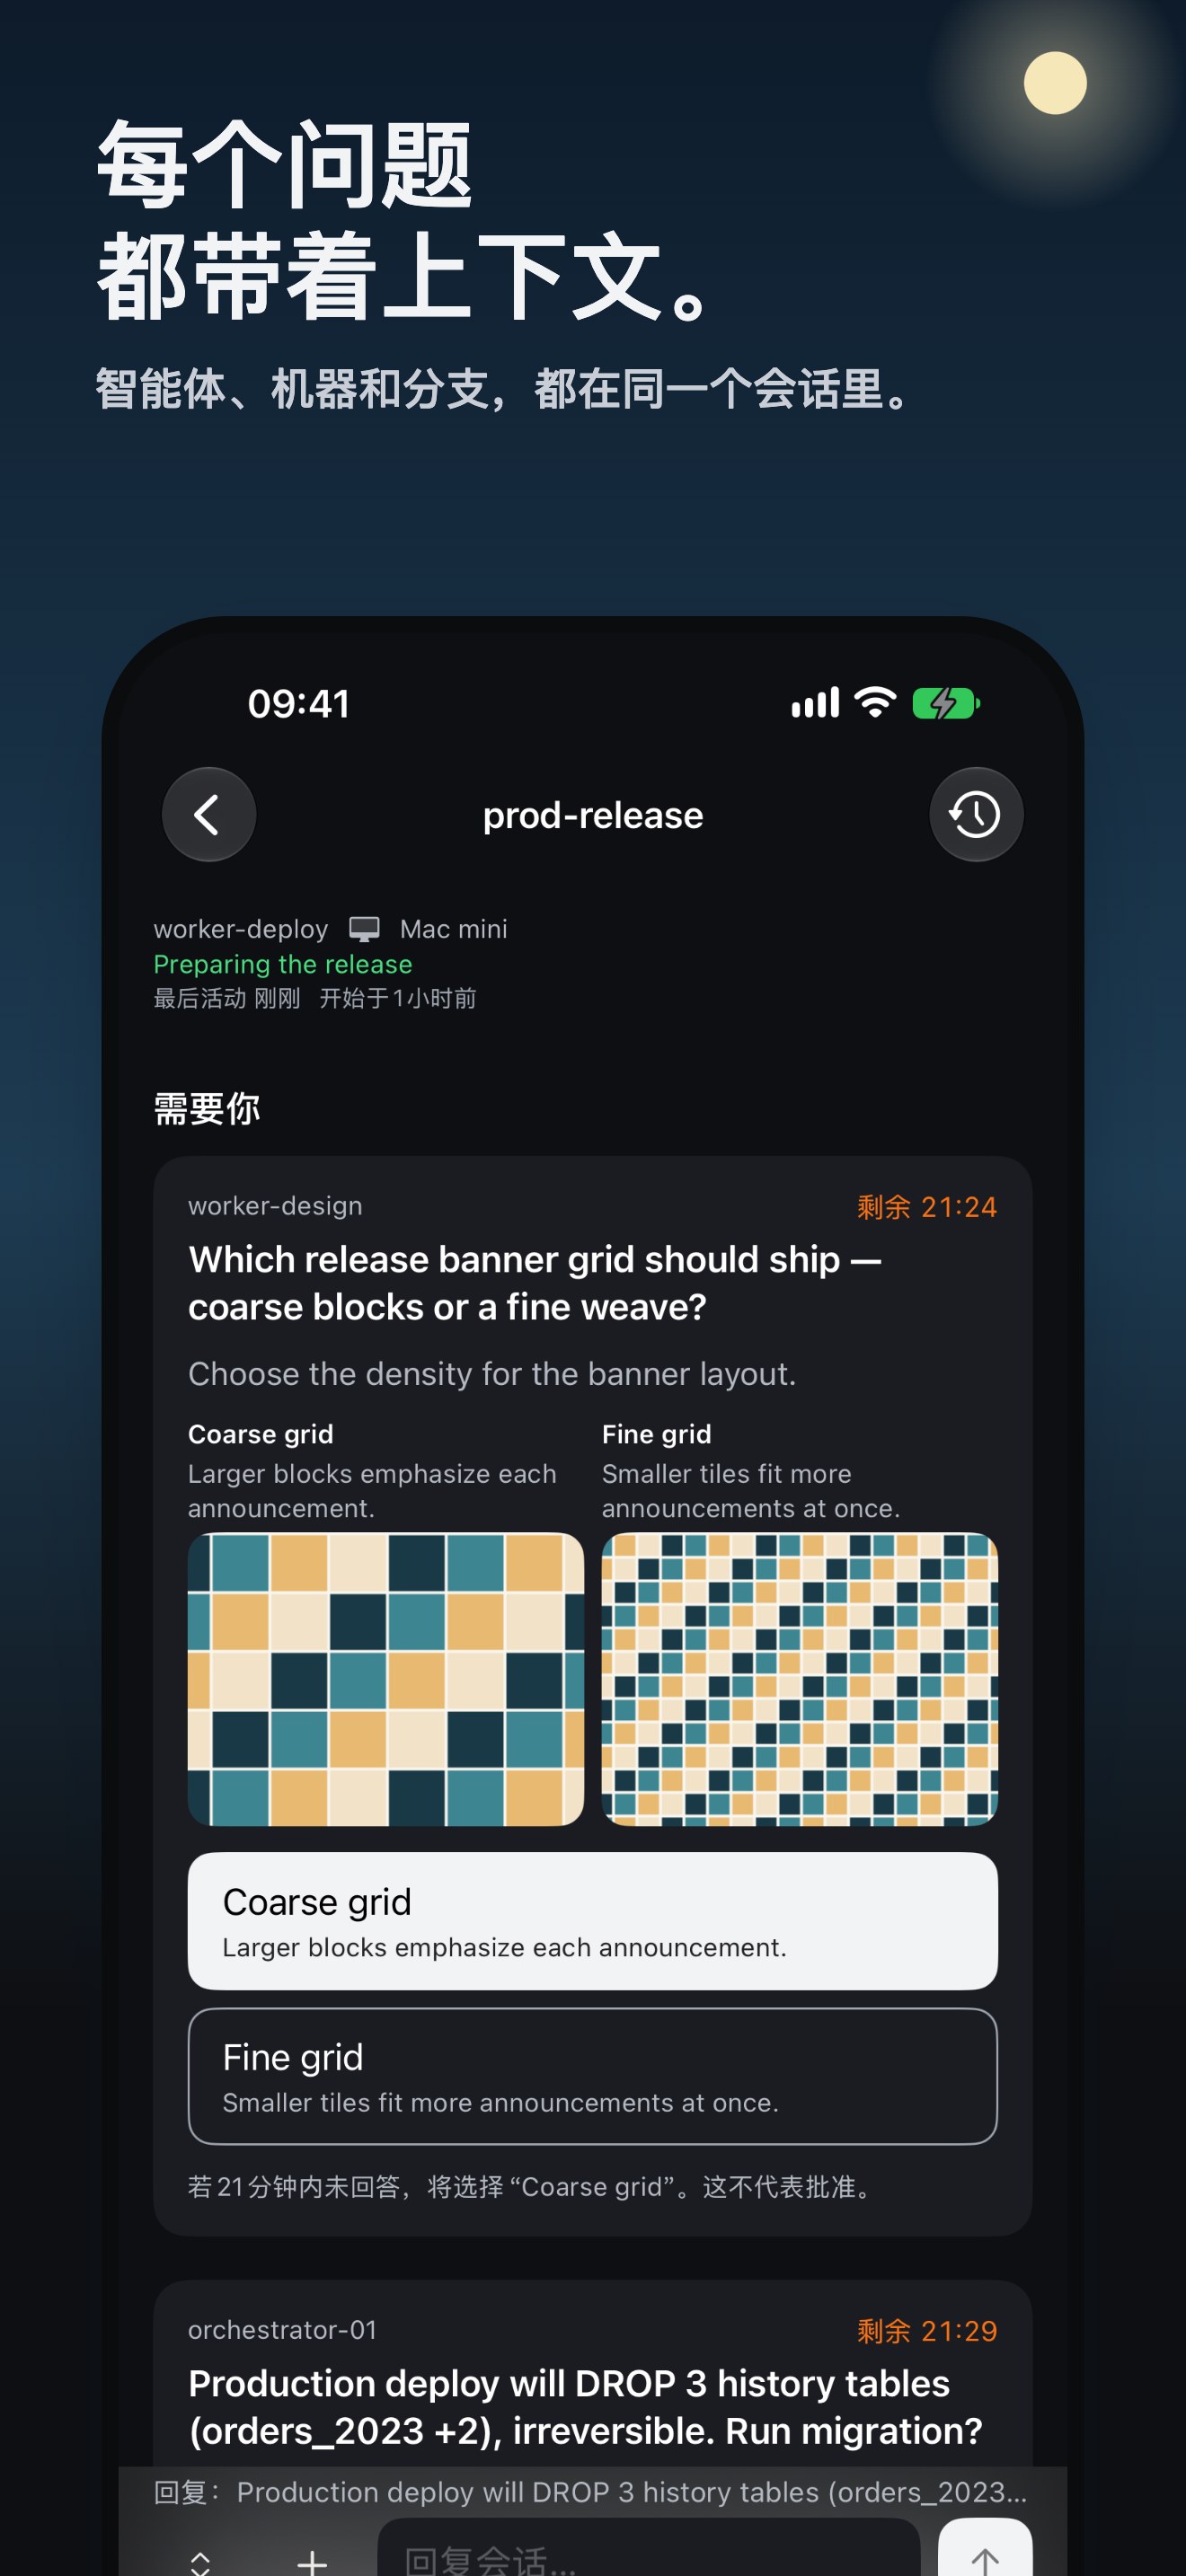 每个问题
都带着上下文。
智能体、机器和分支，都在同一个会话里。
09:41
prod-release
worker-deploy Mac mini
Preparing the release
最后活动 刚刚 开始于1小时前
需要你
worker-design 剩余 21:24
Which release banner grid should ship —
coarse blocks or a fine weave?
Choose the density for the banner layout.
Coarse grid
Larger blocks emphasize each
announcement.
Fine grid
Smaller tiles fit more
announcements at once.
Coarse grid
Larger blocks emphasize each announcement.
Fine grid
Smaller tiles fit more announcements at once.
若21分钟内未回答，将选择“Coarse grid”。这不代表批准。
orchestrator-01 剩余 21:29
Production deploy will DROP 3 history tables
(orders_2023 +2), irreversible. Run migration?
回复：Production deploy will DROP 3 history tables (orders_2023...
回复会话...